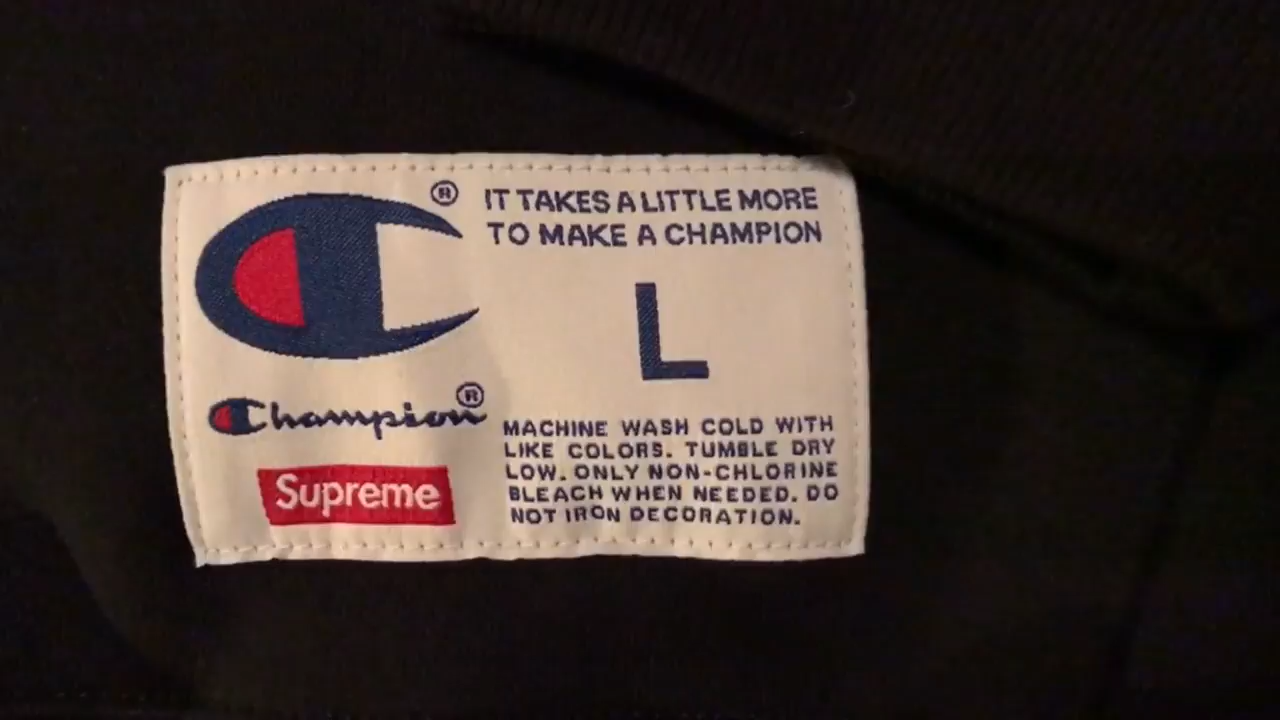 IT TAKES A LITTLE MORE
TO MAKE A CHAMPION
L
Champion®
Supreme
MACHINE WASH COLD WITH
LIKE COLORS. TUMBLE DRY
LOW. ONLY NON-CHLORINE
BLEACH WHEN NEEDED. DO
NOT IRON DECORATION.